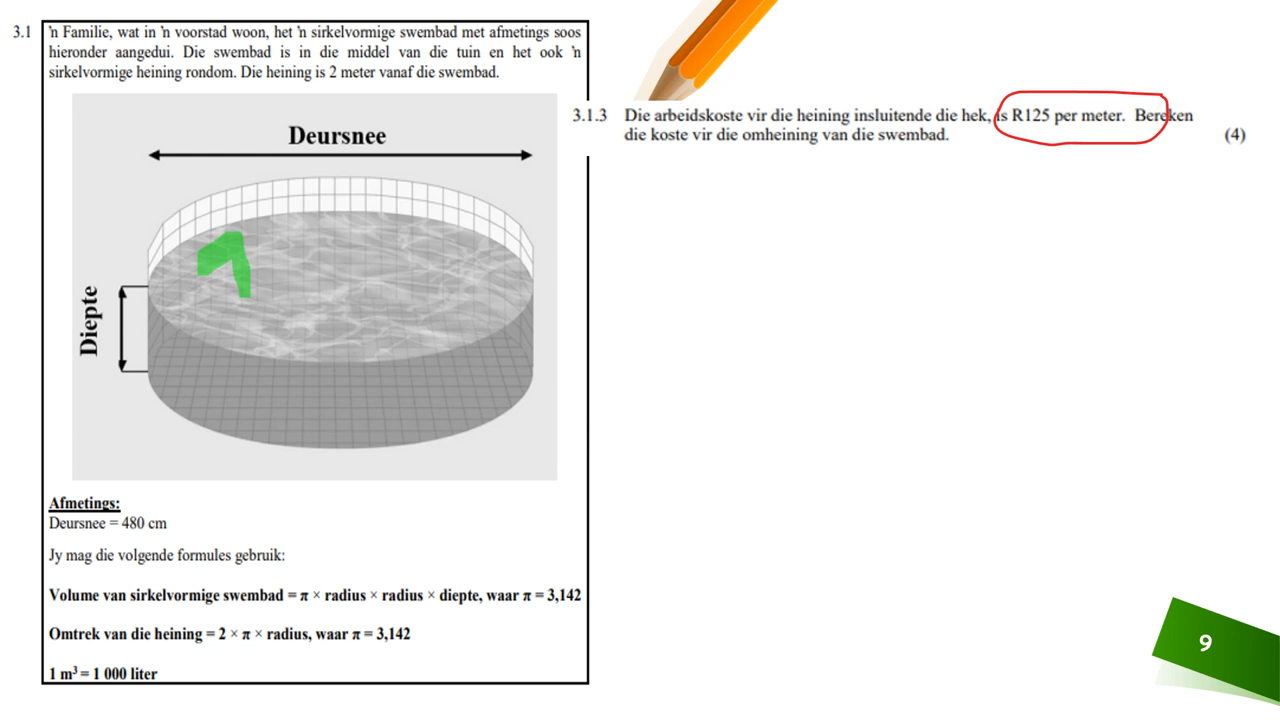 3.1 'n Familie, wat in 'n voorstad woon, het 'n sirkelvormige swembad met afmetings soos
hieronder aangedui. Die swembad is in die middel van die tuin en het ook 'n
sirkelvormige heining rondom. Die heining is 2 meter vanaf die swembad.
Deursnee
Diepte
Afmetings:
Deursnee = 480 cm
Jy mag die volgende formules gebruik:
Volume van sirkelvormige swembad = π × radius × radius × diepte, waar π = 3,142
Omtrek van die heining = 2 × π × radius, waar π = 3,142
1 m³ = 1 000 liter
3.1.3 Die arbeidskoste vir die heining insluitende die hek, is R125 per meter. Bereken
die koste vir die omheining van die swembad. (4)
9